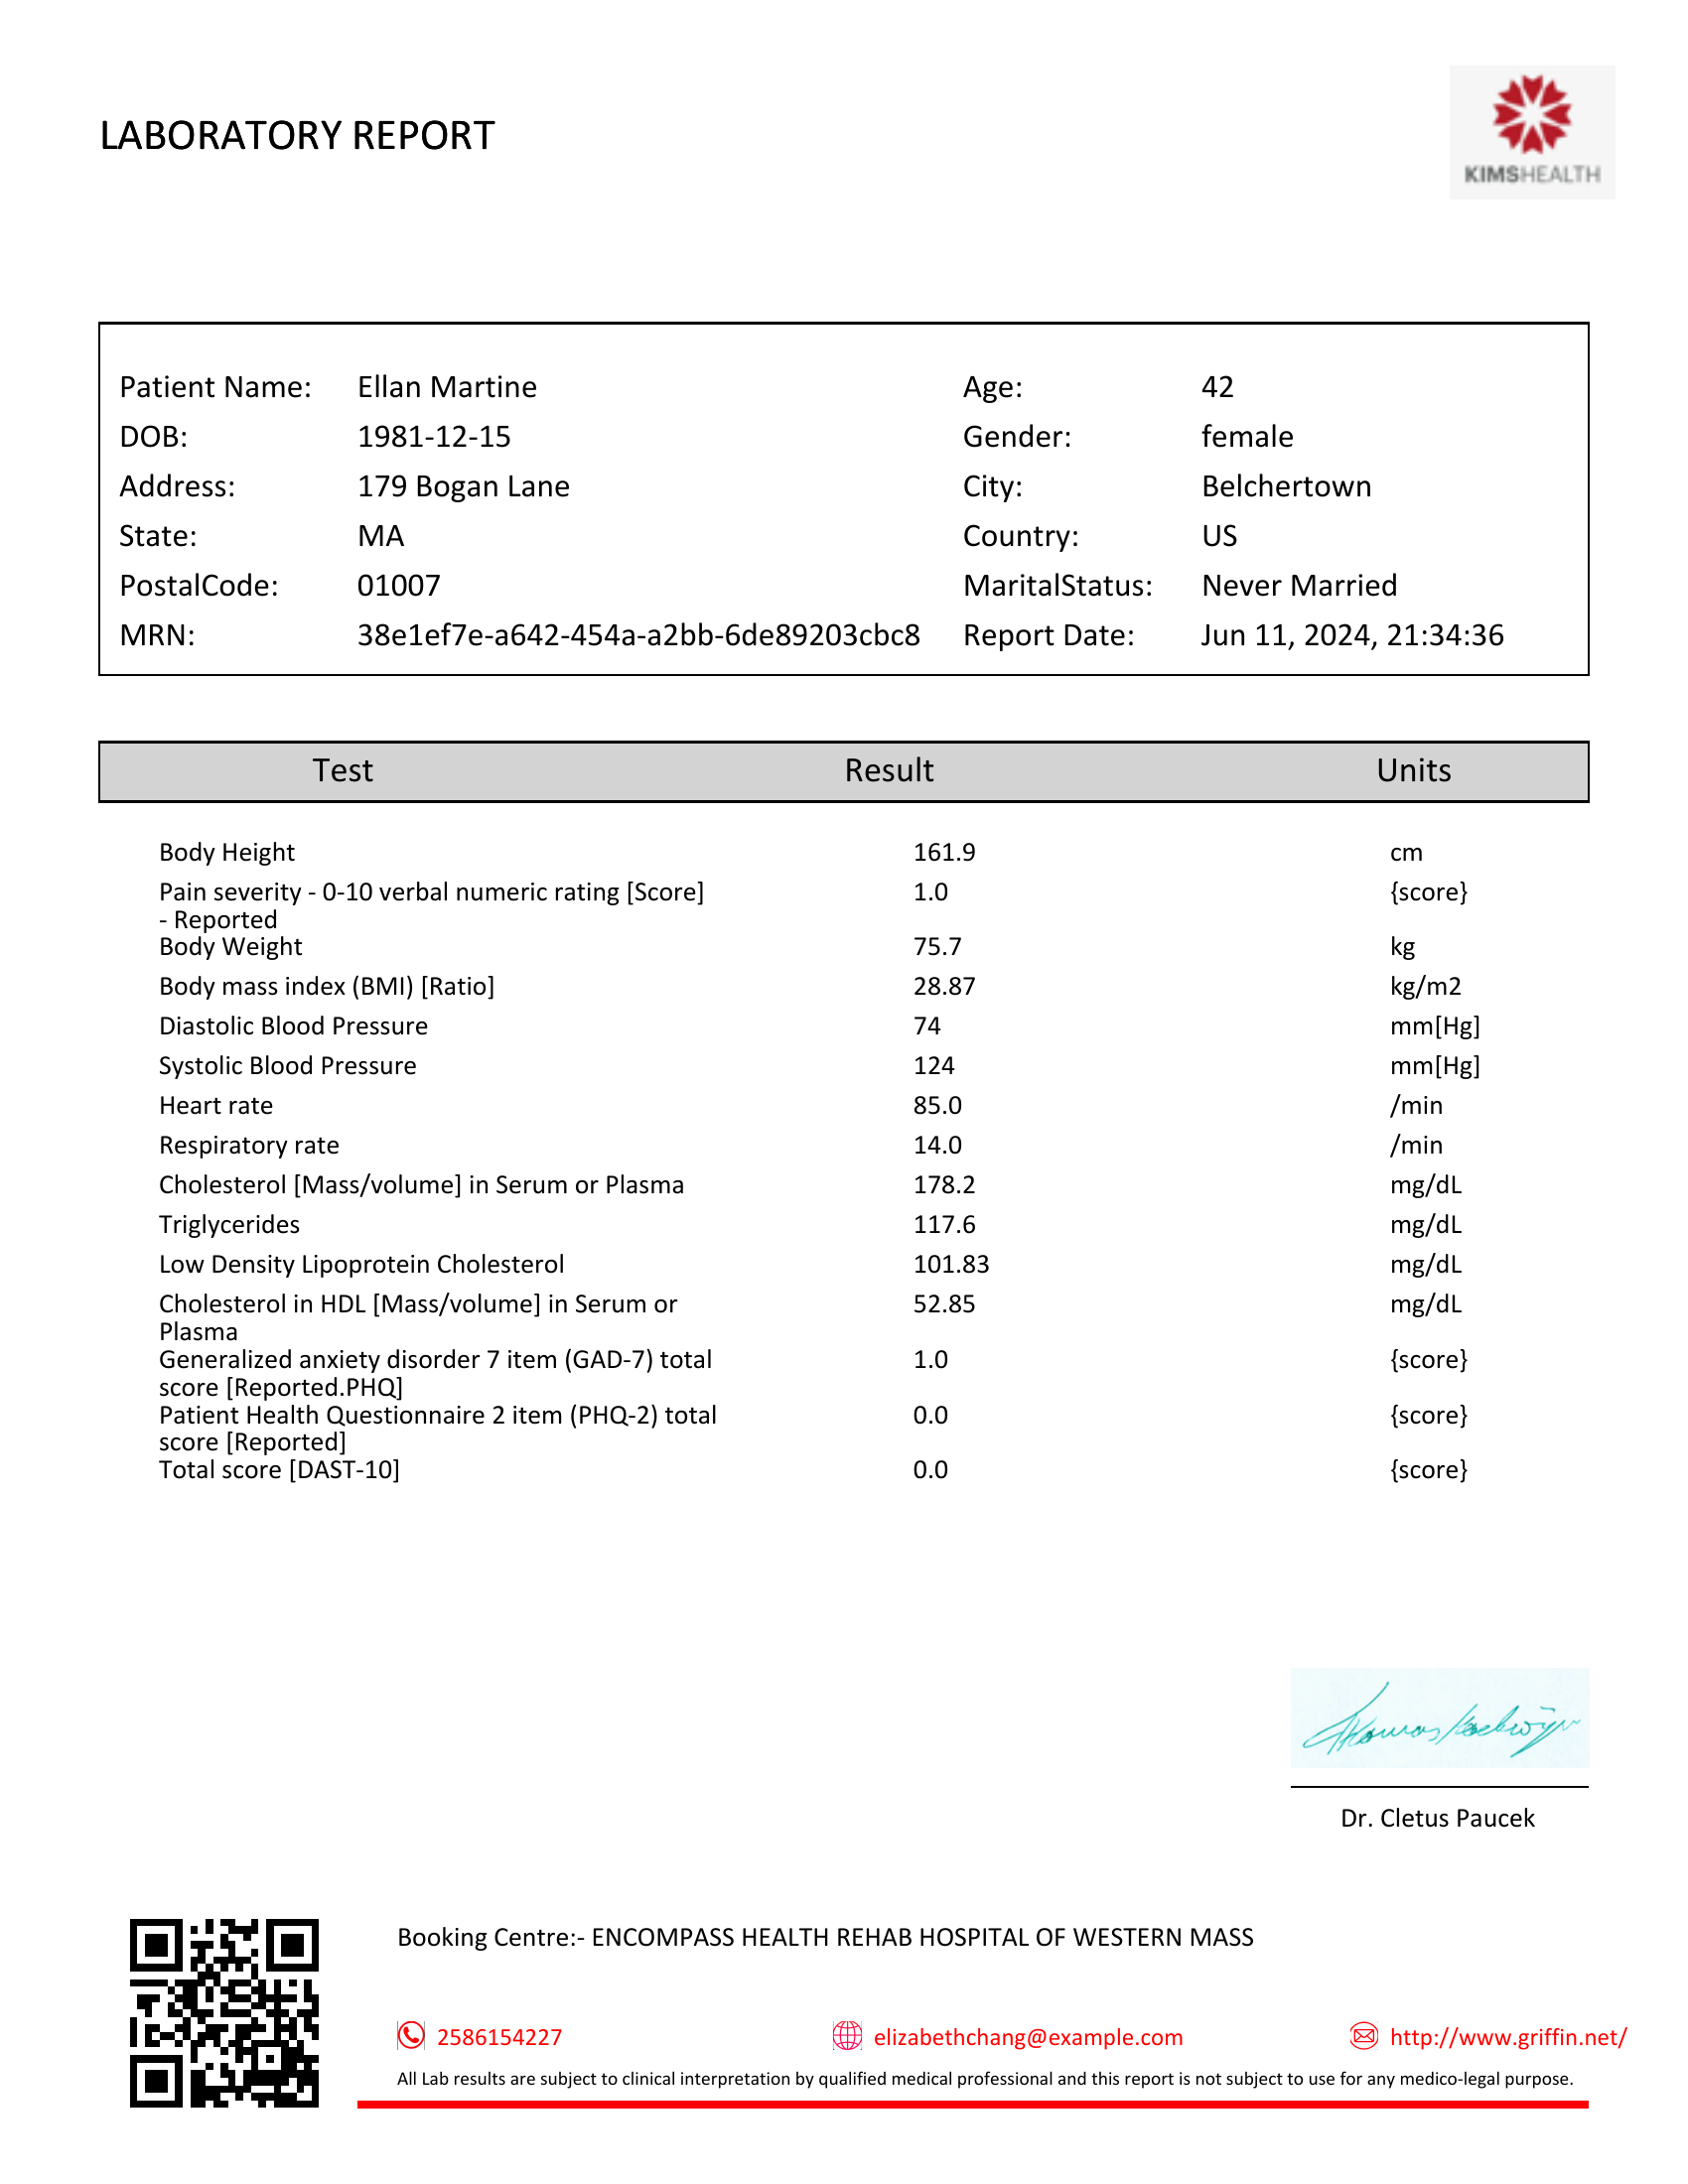 LABORATORY REPORT
KIMSHEALTH
Patient Name: Ellan Martine Age: 42
DOB: 1981-12-15 Gender: female
Address: 179 Bogan Lane City: Belchertown
State: MA Country: US
PostalCode: 01007 MaritalStatus: Never Married
MRN: 38e1ef7e-a642-454a-a2bb-6de89203cbc8 Report Date: Jun 11, 2024, 21:34:36
Test Result Units
Body Height 161.9 cm
Pain severity - 0-10 verbal numeric rating [Score] 1.0 {score}
- Reported
Body Weight 75.7 kg
Body mass index (BMI) [Ratio] 28.87 kg/m2
Diastolic Blood Pressure 74 mm[Hg]
Systolic Blood Pressure 124 mm[Hg]
Heart rate 85.0 /min
Respiratory rate 14.0 /min
Cholesterol [Mass/volume] in Serum or Plasma 178.2 mg/dL
Triglycerides 117.6 mg/dL
Low Density Lipoprotein Cholesterol 101.83 mg/dL
Cholesterol in HDL [Mass/volume] in Serum or 52.85 mg/dL
Plasma
Generalized anxiety disorder 7 item (GAD-7) total 1.0 {score}
score [Reported.PHQ]
Patient Health Questionnaire 2 item (PHQ-2) total 0.0 {score}
score [Reported]
Total score [DAST-10] 0.0 {score}
Dr. Cletus Paucek
Booking Centre:- ENCOMPASS HEALTH REHAB HOSPITAL OF WESTERN MASS
2586154227 elizabethchang@example.com http://www.griffin.net/
All Lab results are subject to clinical interpretation by qualified medical professional and this report is not subject to use for any medico-legal purpose.